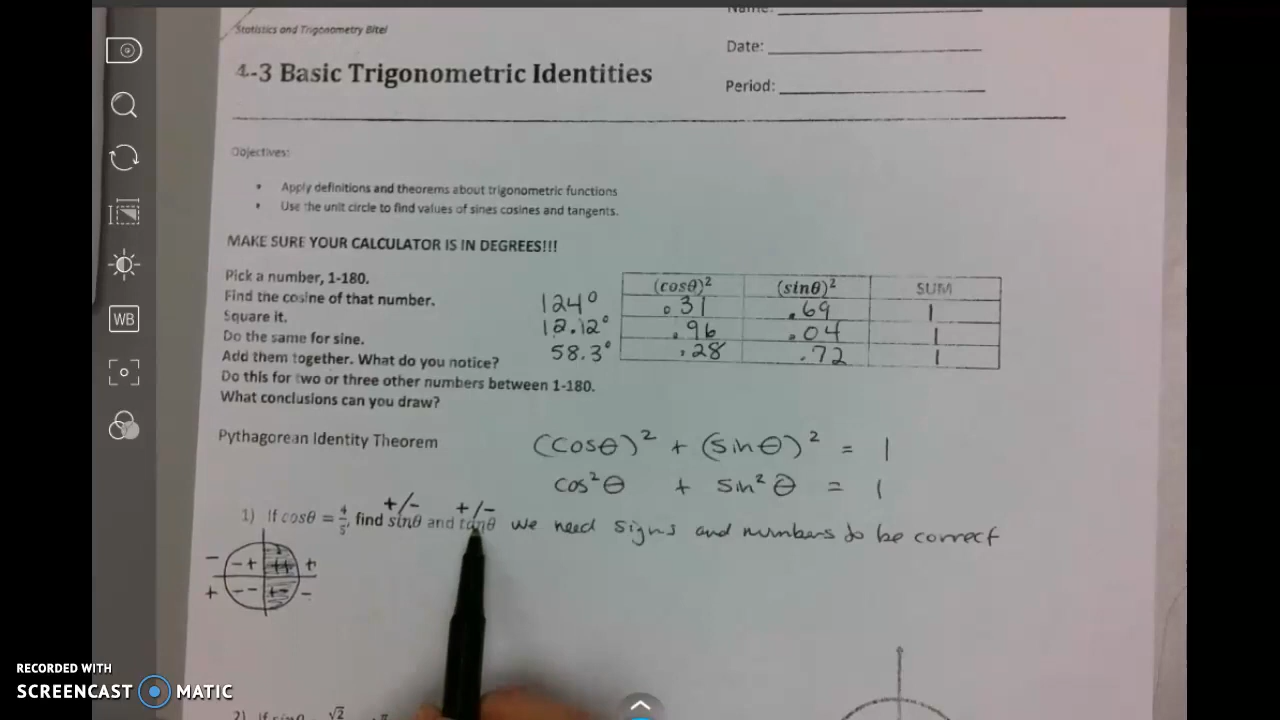 Statistics and Trigonometry Bitel
Name:
Date:
4-3 Basic Trigonometric Identities
Period:
Objectives:
• Apply definitions and theorems about trigonometric functions
• Use the unit circle to find values of sines cosines and tangents.
MAKE SURE YOUR CALCULATOR IS IN DEGREES!!!
Pick a number, 1-180.
Find the cosine of that number.
Square it.
Do the same for sine.
Add them together. What do you notice?
Do this for two or three other numbers between 1-180.
What conclusions can you draw?
(cosθ)² (sinθ)² SUM
124° .31 .69 1
12.12° .96 .04 1
58.3° .28 .72 1
Pythagorean Identity Theorem
(cosθ)² + (sinθ)² = 1
cos²θ + sin²θ = 1
+/- +/-
1) If cosθ = 4/5, find sinθ and tanθ we need signs and numbers to be correct
- -+ ++ +
+ -- +- -
2) If sinθ √2
WB
RECORDED WITH
SCREENCAST MATIC